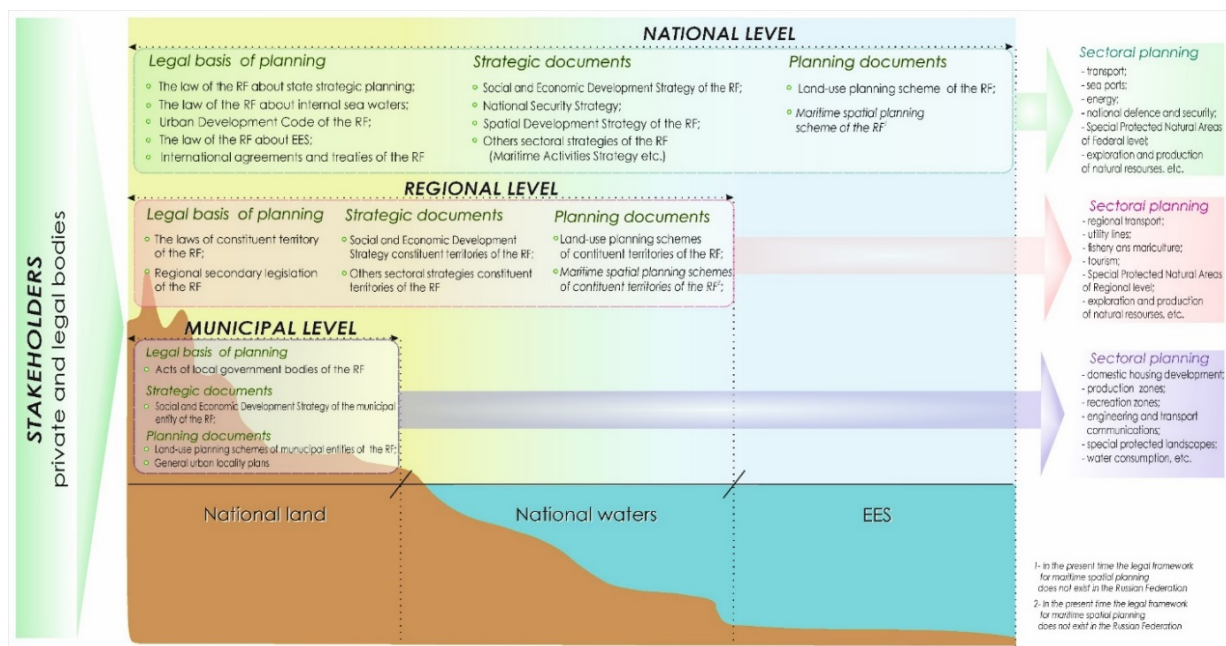 STAKEHOLDERS
private and legal bodies
NATIONAL LEVEL
Legal basis of planning
The law of the RF about state strategic planning;
The law of the RF about internal sea waters;
Urban Development Code of the RF;
The law of the RF about EES;
International agreements and treaties of the RF
Strategic documents
Social and Economic Development Strategy of the RF;
National Security Strategy;
Spatial Development Strategy of the RF;
Others sectoral strategies of the RF
(Maritime Activities Strategy etc.)
Planning documents
Land-use planning scheme of the RF;
Maritime spatial planning
scheme of the RF¹
Sectoral planning
- transport;
- sea ports;
- energy;
- national defence and security;
- Special Protected Natural Areas
of Federal level;
- exploration and production
of natural resourses, etc.
REGIONAL LEVEL
Legal basis of planning
The laws of constituent territory
of the RF;
Regional secondary legislation
of the RF
Strategic documents
Social and Economic Development
Strategy constituent territories of the RF;
Others sectoral strategies constituent
territories of the RF
Planning documents
Land-use planning schemes
of contituent territories of the RF;
Maritime spatial planning schemes
of contituent territories of the RF²;
Sectoral planning
- regional transport;
- utility lines;
- fishery ans mariculture;
- tourism;
- Special Protected Natural Areas
of Regional level;
- exploration and production
of natural resourses, etc.
MUNICIPAL LEVEL
Legal basis of planning
Acts of local government bodies of the RF
Strategic documents
Social and Economic Development Strategy of the municipal
entity of the RF;
Planning documents
Land-use planning schemes of munucipal entities of the RF;
General urban locality plans
Sectoral planning
- domestic housing development;
- production zones;
- recreation zones;
- engineering and transport
communications;
- special protected landscapes;
- water consumption, etc.
National land
National waters
EES
1- In the present time the legal framework
for maritime spatial planning
does not exist in the Russian Federation
2- In the present time the legal framework
for maritime spatial planning
does not exist in the Russian Federation